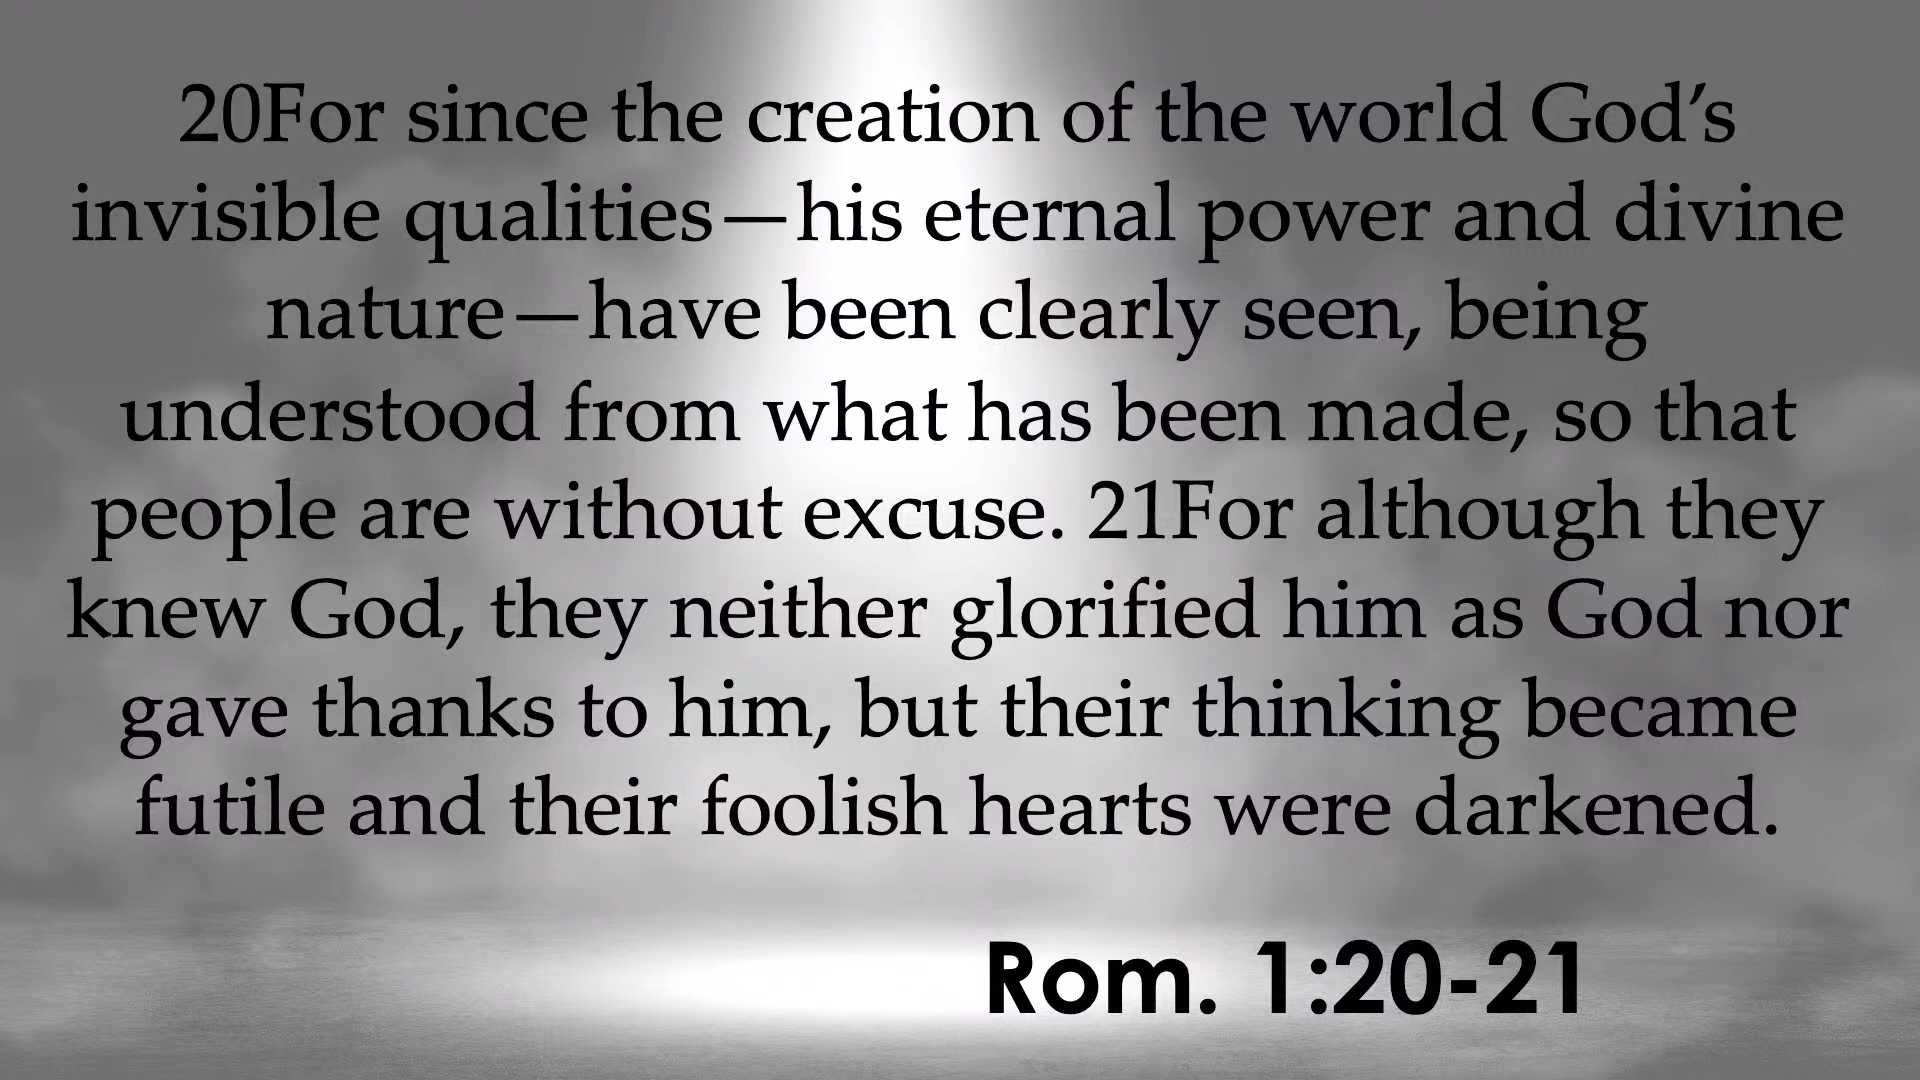 20For since the creation of the world God’s
invisible qualities—his eternal power and divine
nature—have been clearly seen, being
understood from what has been made, so that
people are without excuse. 21For although they
knew God, they neither glorified him as God nor
gave thanks to him, but their thinking became
futile and their foolish hearts were darkened.
Rom. 1:20-21